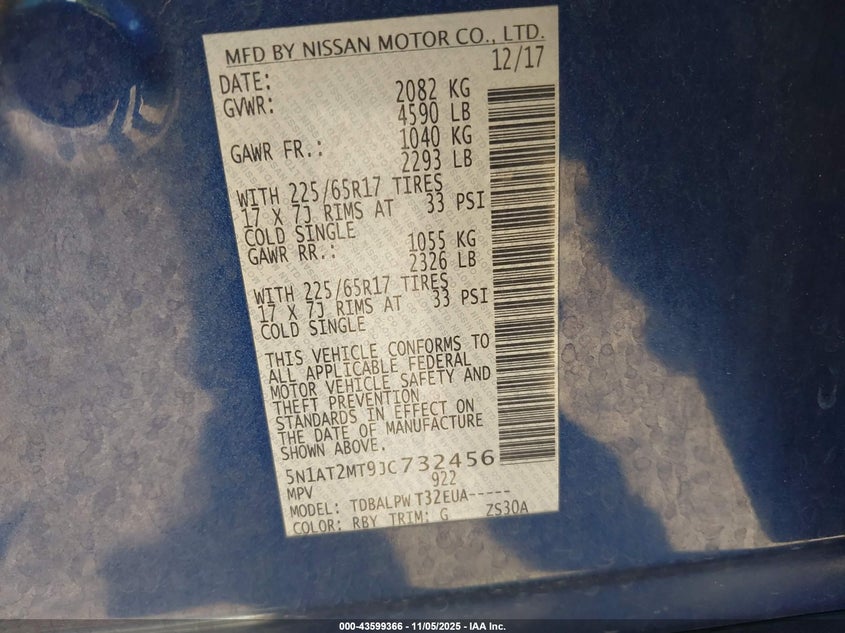 MFD BY NISSAN MOTOR CO., LTD.
DATE: 12/17
GVWR: 2082 KG
4590 LB
GAWR FR.: 1040 KG
2293 LB
WITH 225/65R17 TIRES
17 X 7J RIMS AT 33 PSI
COLD SINGLE
GAWR RR.: 1055 KG
2326 LB
WITH 225/65R17 TIRES
17 X 7J RIMS AT 33 PSI
COLD SINGLE
THIS VEHICLE CONFORMS TO
ALL APPLICABLE FEDERAL
MOTOR VEHICLE SAFETY AND
THEFT PREVENTION
STANDARDS IN EFFECT ON
THE DATE OF MANUFACTURE
SHOWN ABOVE.
5N1AT2MT9JC732456
MPV 922
MODEL: TDBALPWT32EUA-----
COLOR: RBY TRIM: G ZS30A
000-43599366 - 11/05/2025 - IAA Inc.